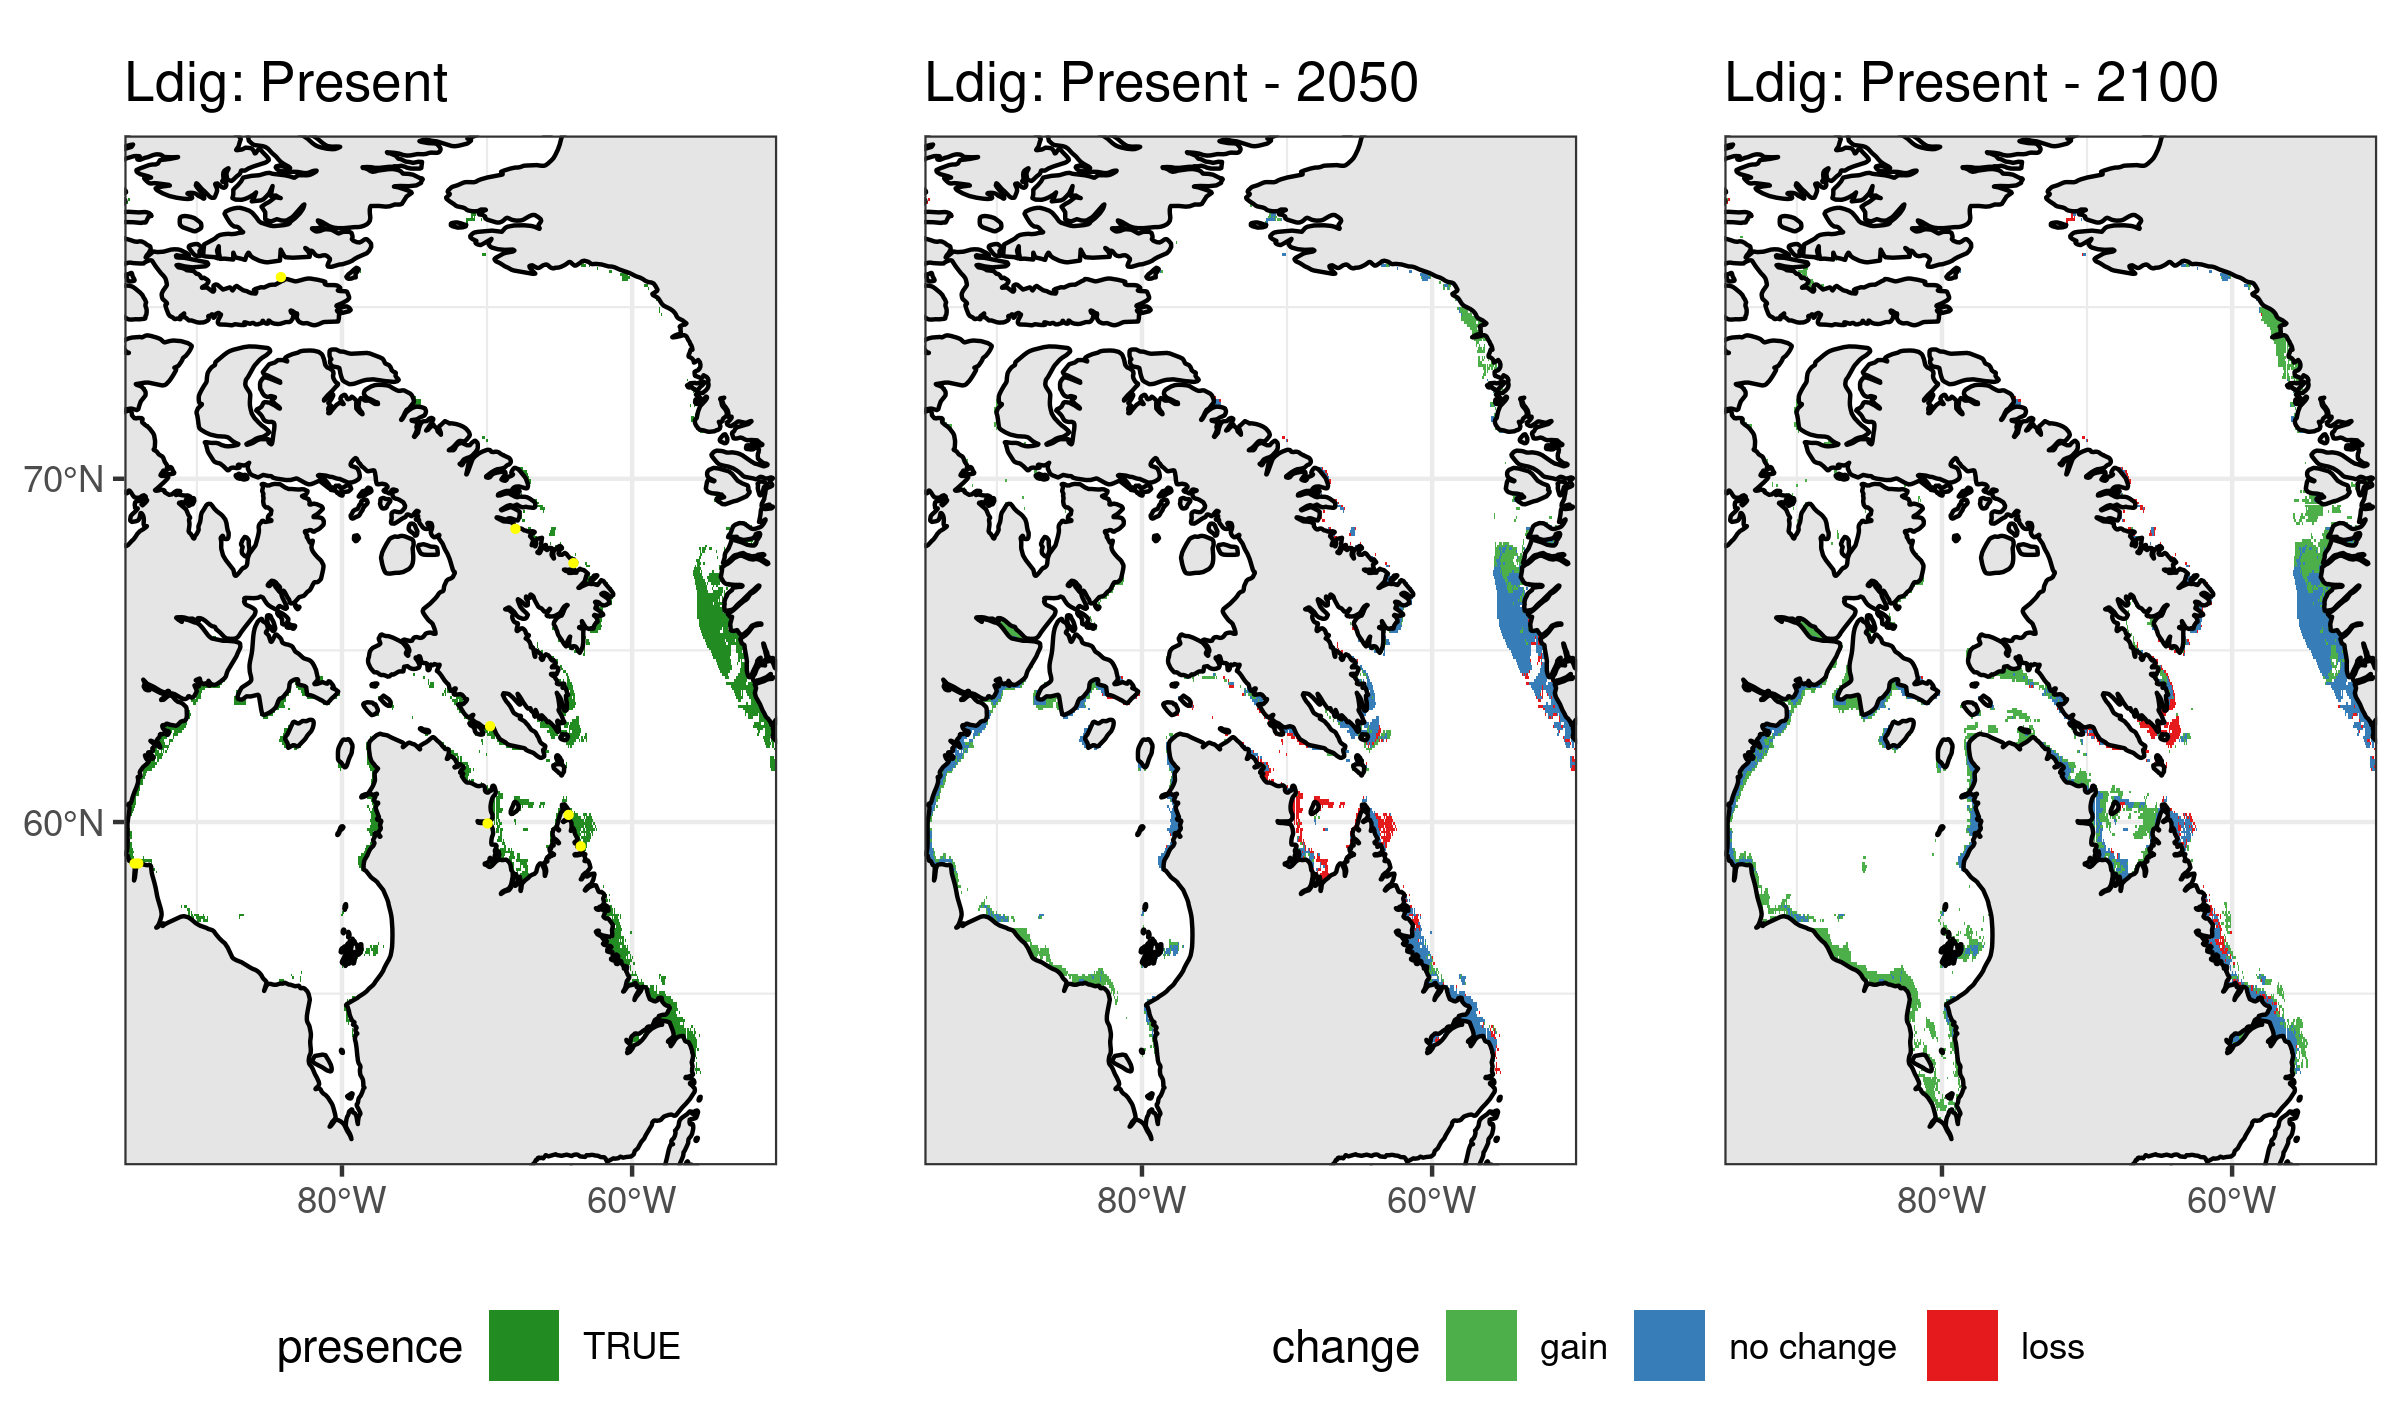 Ldig: Present
Ldig: Present - 2050
Ldig: Present - 2100
70°N
60°N
80°W 60°W
80°W 60°W
80°W 60°W
presence TRUE
change gain no change loss